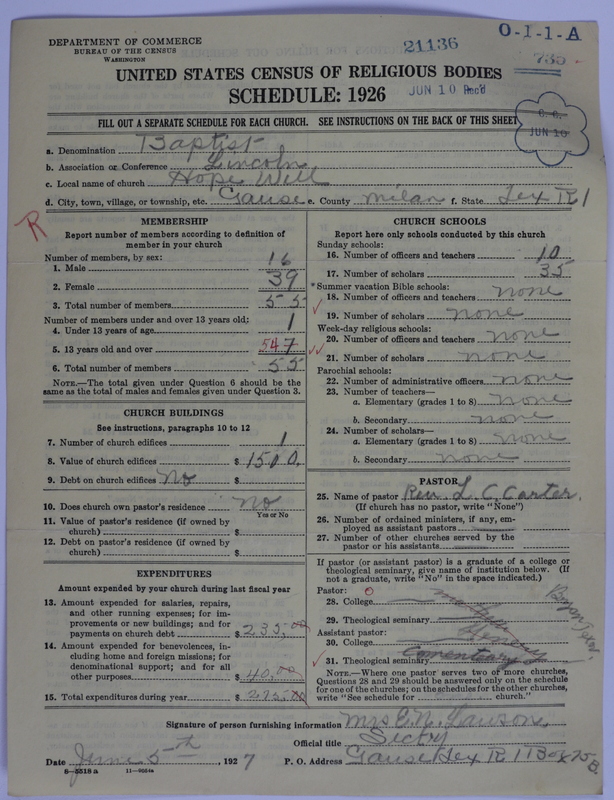 DEPARTMENT OF COMMERCE
BUREAU OF THE CENSUS
WASHINGTON
21136
O-1-1-A
735
UNITED STATES CENSUS OF RELIGIOUS BODIES
SCHEDULE: 1926
JUN 10 Rec'd
FILL OUT A SEPARATE SCHEDULE FOR EACH CHURCH. SEE INSTRUCTIONS ON THE BACK OF THIS SHEET
JUN 10
a. Denomination Baptist
b. Association or Conference Lincoln
c. Local name of church Hope Well
d. City, town, village, or township, etc. Gause e. County Milan f. State Tex R 1
R
MEMBERSHIP
Report number of members according to definition of member in your church
Number of members, by sex:
1. Male 16
2. Female 39
3. Total number of members 55
Number of members under and over 13 years old:
4. Under 13 years of age 1
5. 13 years old and over 547
6. Total number of members 55
NOTE.—The total given under Question 6 should be the same as the total of males and females given under Question 3.
CHURCH BUILDINGS
See instructions, paragraphs 10 to 12
7. Number of church edifices 1
8. Value of church edifices $ 1500.
9. Debt on church edifices No $
10. Does church own pastor's residence No
Yes or No
11. Value of pastor's residence (if owned by church) $
12. Debt on pastor's residence (if owned by church) $
EXPENDITURES
Amount expended by your church during last fiscal year
13. Amount expended for salaries, repairs, and other running expenses; for improvements or new buildings; and for payments on church debt $ 235.00
14. Amount expended for benevolences, including home and foreign missions; for denominational support; and for all other purposes $ 40.00
15. Total expenditures during year $ 275.00
CHURCH SCHOOLS
Report here only schools conducted by this church
Sunday schools:
16. Number of officers and teachers 10
17. Number of scholars 35
*Summer vacation Bible schools:
18. Number of officers and teachers none
19. Number of scholars none
Week-day religious schools:
20. Number of officers and teachers none
21. Number of scholars none
Parochial schools:
22. Number of administrative officers none
23. Number of teachers—
a. Elementary (grades 1 to 8) none
b. Secondary none
24. Number of scholars—
a. Elementary (grades 1 to 8) none
b. Secondary none
PASTOR
25. Name of pastor Rev. L. C. Carter.
(If church has no pastor, write "None")
26. Number of ordained ministers, if any, employed as assistant pastors
27. Number of other churches served by the pastor or his assistants
If pastor (or assistant pastor) is a graduate of a college or theological seminary, give name of institution below. (If not a graduate, write "No" in the space indicated.)
Pastor:
28. College
29. Theological seminary
Assistant pastor:
30. College
31. Theological seminary
NOTE.—Where one pastor serves two or more churches, Questions 28 and 29 should be answered only on the schedule for one of the churches; on the schedules for the other churches, write "See schedule for church."
Signature of person furnishing information Mrs E. N. Lawson
Official title Secty
Date June 5th, 1927 P. O. Address Gause Tex R 1 Box 75 B.
8-5518 a 11-9054a